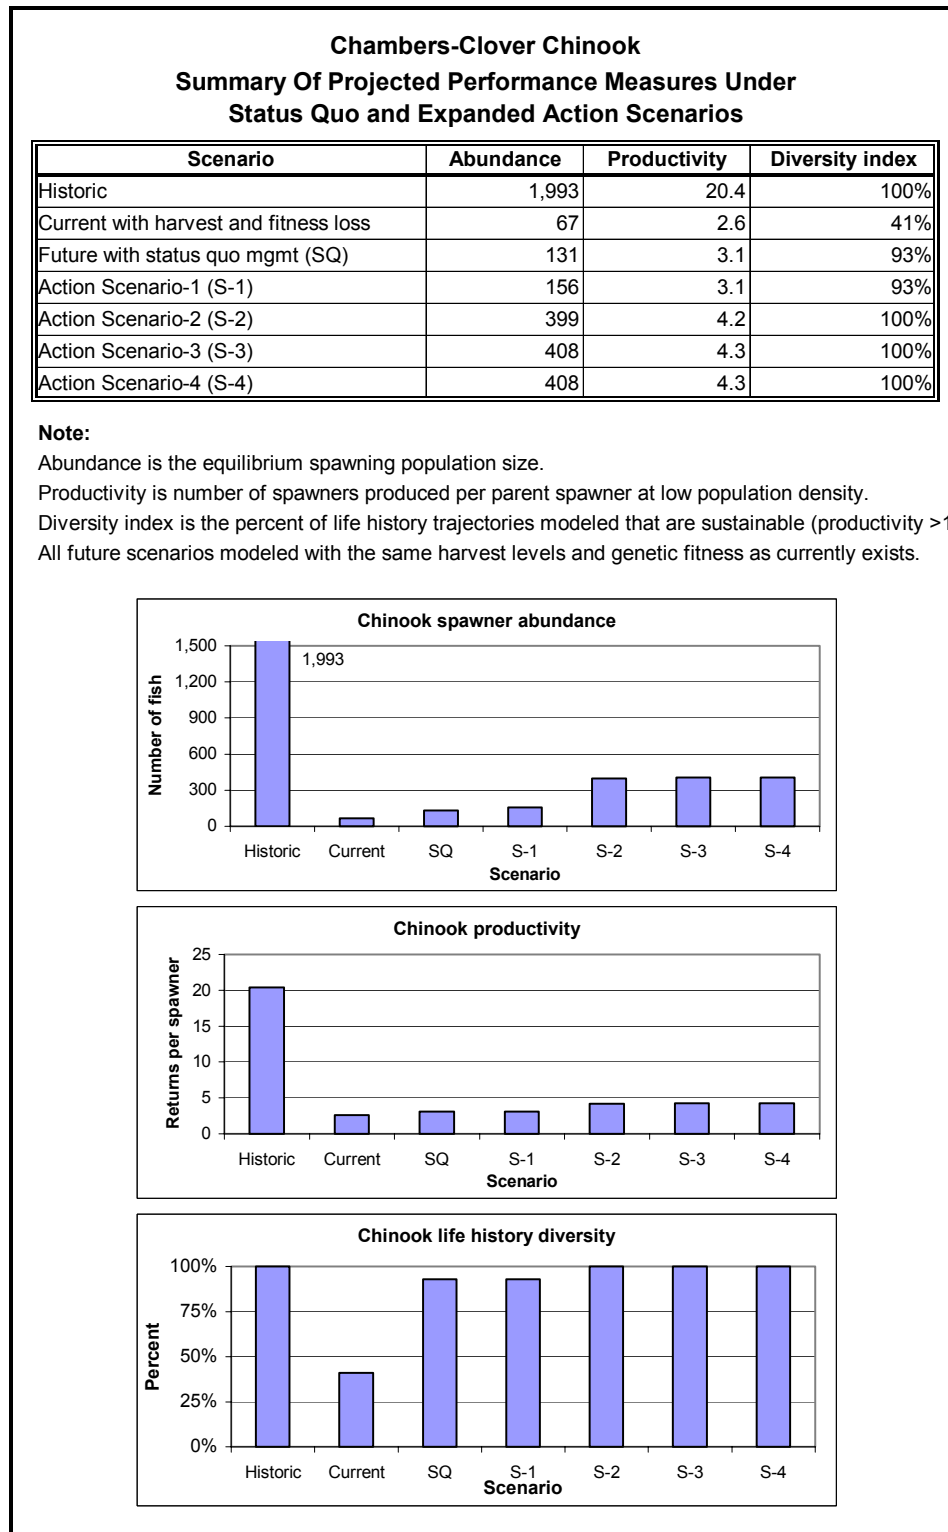 Chambers-Clover Chinook
Summary Of Projected Performance Measures Under
Status Quo and Expanded Action Scenarios
Scenario Abundance Productivity Diversity index
Historic 1,993 20.4 100%
Current with harvest and fitness loss 67 2.6 41%
Future with status quo mgmt (SQ) 131 3.1 93%
Action Scenario-1 (S-1) 156 3.1 93%
Action Scenario-2 (S-2) 399 4.2 100%
Action Scenario-3 (S-3) 408 4.3 100%
Action Scenario-4 (S-4) 408 4.3 100%
Note:
Abundance is the equilibrium spawning population size.
Productivity is number of spawners produced per parent spawner at low population density.
Diversity index is the percent of life history trajectories modeled that are sustainable (productivity >1
All future scenarios modeled with the same harvest levels and genetic fitness as currently exists.
Chinook spawner abundance
Number of fish
1,500
1,993
1,200
900
600
300
0
Historic Current SQ S-1 S-2 S-3 S-4
Scenario
Chinook productivity
Returns per spawner
25
20
15
10
5
0
Historic Current SQ S-1 S-2 S-3 S-4
Scenario
Chinook life history diversity
Percent
100%
75%
50%
25%
0%
Historic Current SQ S-1 S-2 S-3 S-4
Scenario